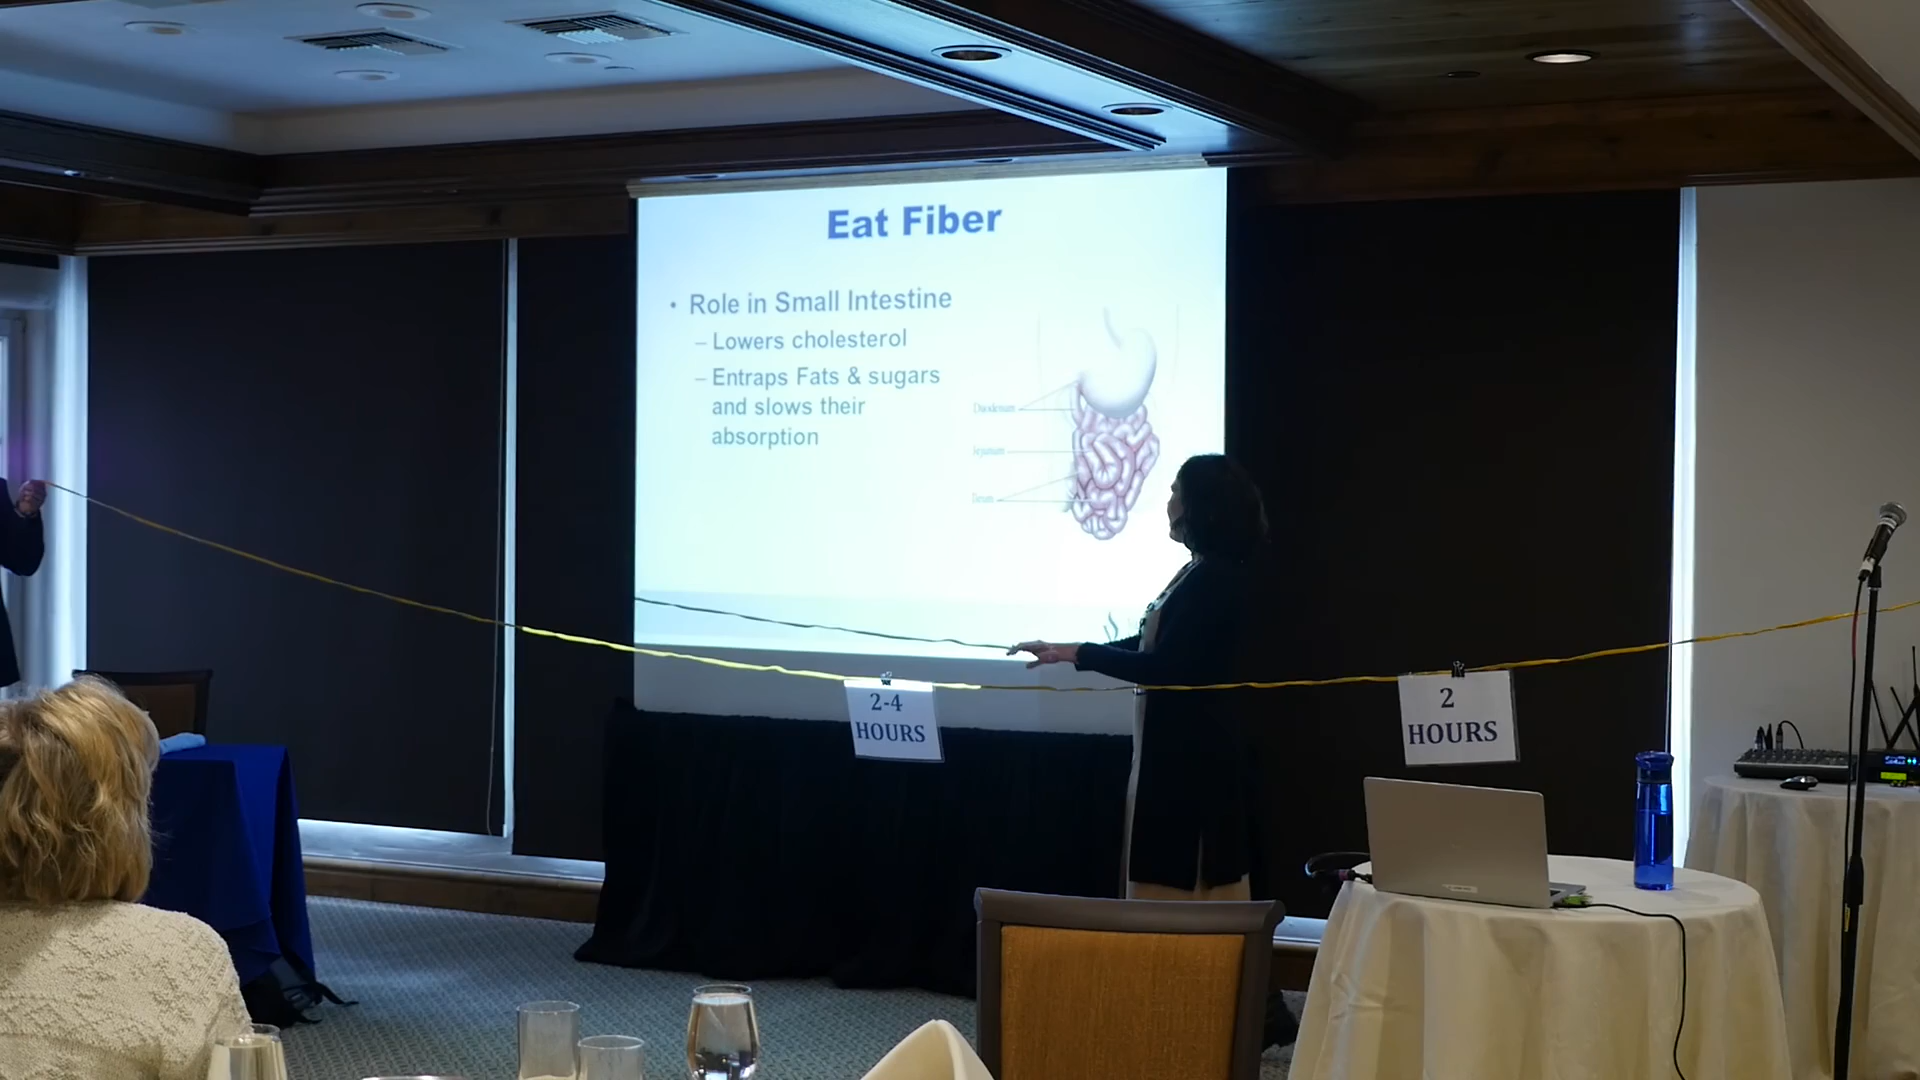 Eat Fiber
• Role in Small Intestine
– Lowers cholesterol
– Entraps Fats & sugars
and slows their
absorption
Duodenum
Jejunum
Ileum
2-4
HOURS
2
HOURS